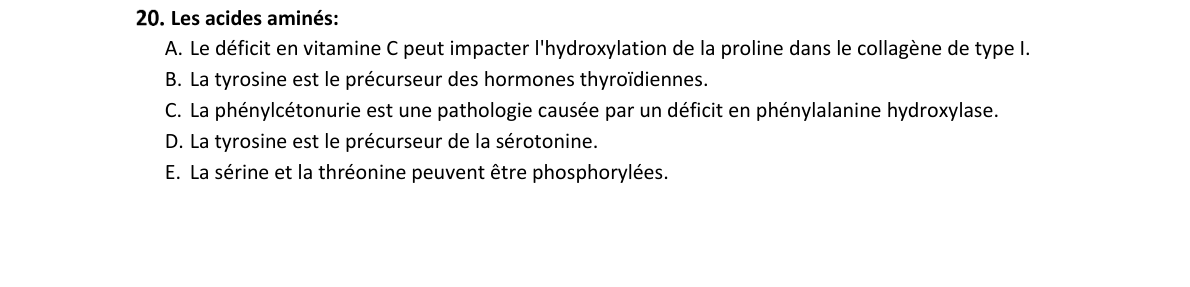 20. Les acides aminés:
A. Le déficit en vitamine C peut impacter l'hydroxylation de la proline dans le collagène de type I.
B. La tyrosine est le précurseur des hormones thyroïdiennes.
C. La phénylcétonurie est une pathologie causée par un déficit en phénylalanine hydroxylase.
D. La tyrosine est le précurseur de la sérotonine.
E. La sérine et la thréonine peuvent être phosphorylées.